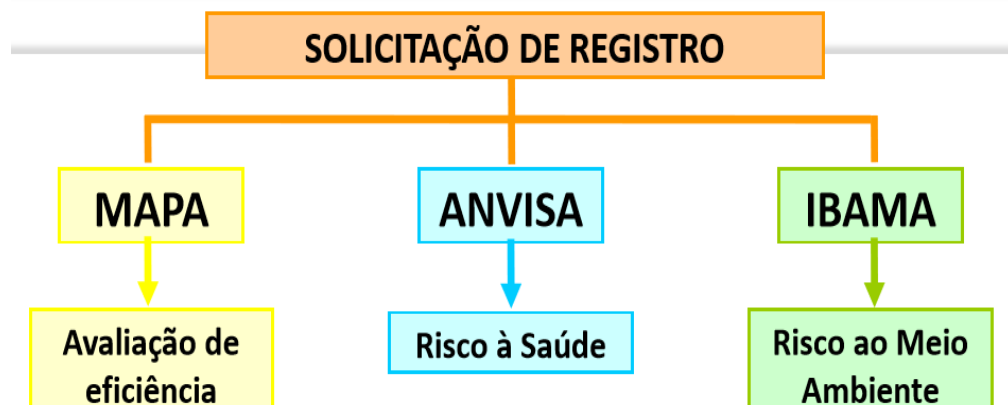 SOLICITAÇÃO DE REGISTRO
MAPA
ANVISA
IBAMA
Avaliação de
eficiência
Risco à Saúde
Risco ao Meio
Ambiente